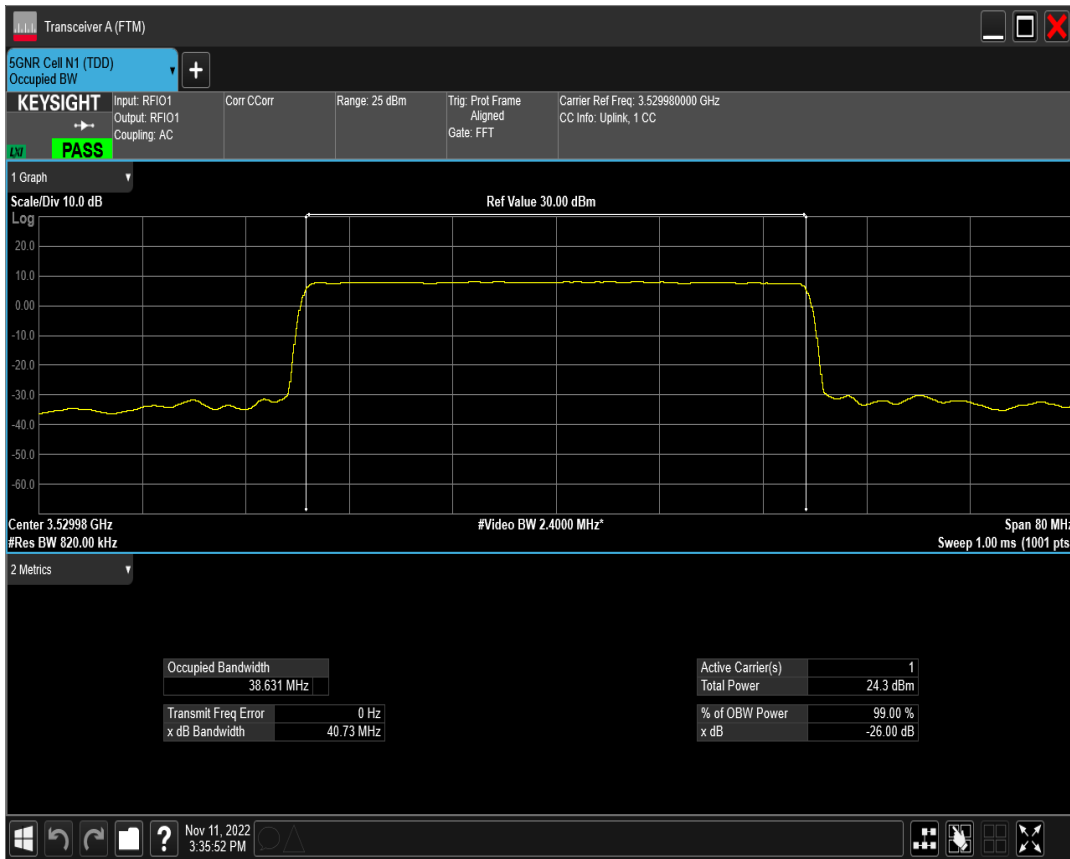 Transceiver A (FTM)
5GNR Cell N1 (TDD)
Occupied BW
+
KEYSIGHT
LXI
PASS
Input: RFIO1
Output: RFIO1
Coupling: AC
Corr CCorr
Range: 25 dBm
Trig: Prot Frame
Aligned
Gate: FFT
Carrier Ref Freq: 3.529980000 GHz
CC Info: Uplink, 1 CC
1 Graph
Scale/Div 10.0 dB
Ref Value 30.00 dBm
Log
20.0
10.0
0.00
-10.0
-20.0
-30.0
-40.0
-50.0
-60.0
Center 3.52998 GHz
#Video BW 2.4000 MHz*
Span 80 MHz
#Res BW 820.00 kHz
Sweep 1.00 ms (1001 pts
2 Metrics
Occupied Bandwidth
38.631 MHz
Transmit Freq Error 0 Hz
x dB Bandwidth 40.73 MHz
Active Carrier(s) 1
Total Power 24.3 dBm
% of OBW Power 99.00 %
x dB -26.00 dB
?
Nov 11, 2022
3:35:52 PM